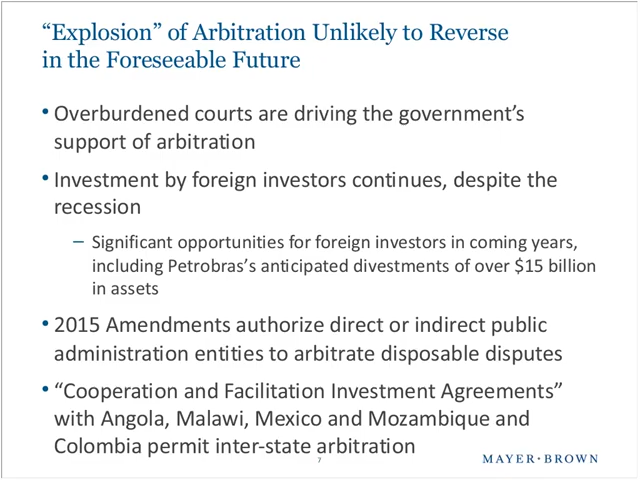 “Explosion” of Arbitration Unlikely to Reverse
in the Foreseeable Future
• Overburdened courts are driving the government’s
support of arbitration
• Investment by foreign investors continues, despite the
recession
– Significant opportunities for foreign investors in coming years,
including Petrobras’s anticipated divestments of over $15 billion
in assets
• 2015 Amendments authorize direct or indirect public
administration entities to arbitrate disposable disputes
• “Cooperation and Facilitation Investment Agreements”
with Angola, Malawi, Mexico and Mozambique and
Colombia permit inter-state arbitration
7
MAYER•BROWN